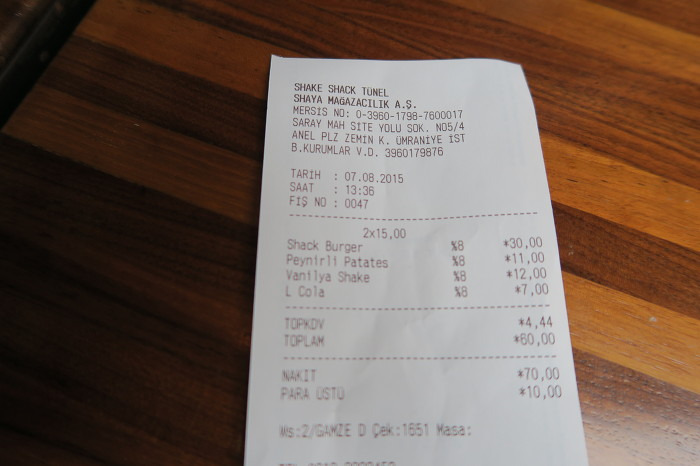 SHAKE SHACK TÜNEL
SHAYA MAĞAZACILIK A.Ş.
MERSİS NO: 0-3960-1798-7600017
SARAY MAH SİTE YOLU SOK. NO5/4
ANEL PLZ ZEMİN K. ÜMRANİYE İST
B.KURUMLAR V.D. 3960179876
TARİH : 07.08.2015
SAAT : 13:36
FİŞ NO : 0047
2x15,00
Shack Burger %8 *30,00
Peynirli Patates %8 *11,00
Vanilya Shake %8 *12,00
L Cola %8 *7,00
TOPKDV *4,44
TOPLAM *60,00
NAKİT *70,00
PARA ÜSTÜ *10,00
Ws:2/GAMZE D Çek:1651 Masa: